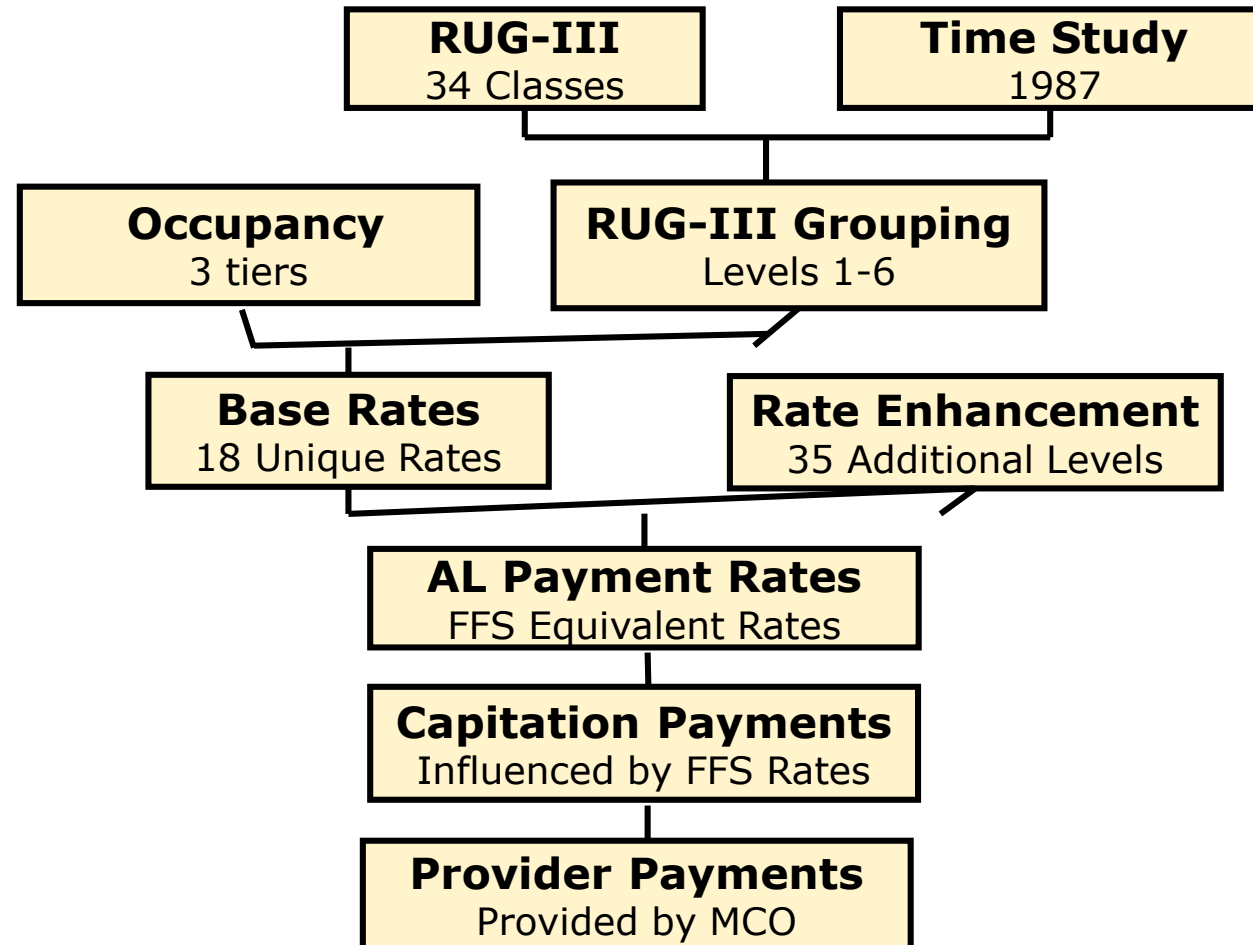 RUG-III
34 Classes
Time Study
1987
Occupancy
3 tiers
RUG-III Grouping
Levels 1-6
Base Rates
18 Unique Rates
Rate Enhancement
35 Additional Levels
AL Payment Rates
FFS Equivalent Rates
Capitation Payments
Influenced by FFS Rates
Provider Payments
Provided by MCO